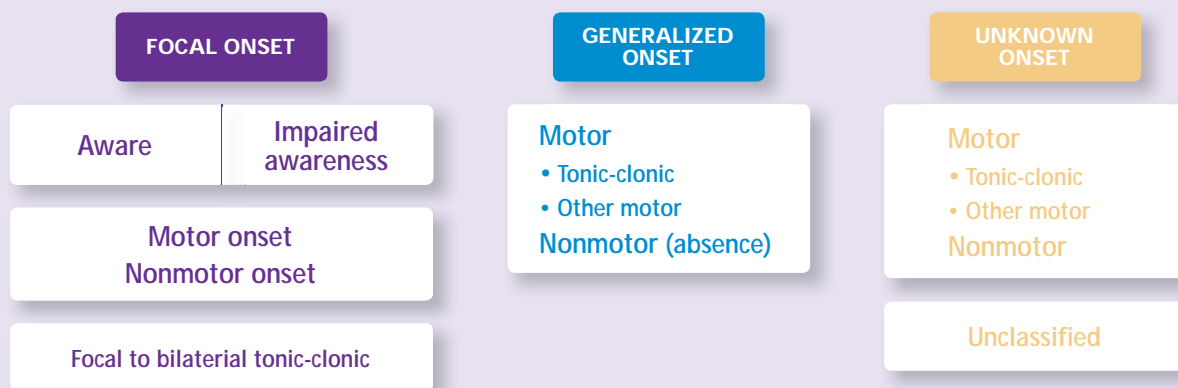 FOCAL ONSET
Aware
Impaired
awareness
Motor onset
Nonmotor onset
Focal to bilaterial tonic-clonic
GENERALIZED
ONSET
Motor
• Tonic-clonic
• Other motor
Nonmotor (absence)
UNKNOWN
ONSET
Motor
• Tonic-clonic
• Other motor
Nonmotor
Unclassified